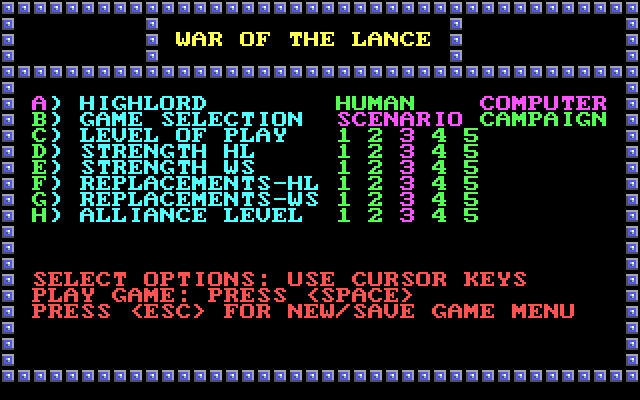 WAR OF THE LANCE
A) HIGHLORD HUMAN COMPUTER
B) GAME SELECTION SCENARIO CAMPAIGN
C) LEVEL OF PLAY 1 2 3 4 5
D) STRENGTH HL 1 2 3 4 5
E) STRENGTH WS 1 2 3 4 5
F) REPLACEMENTS-HL 1 2 3 4 5
G) REPLACEMENTS-WS 1 2 3 4 5
H) ALLIANCE LEVEL 1 2 3 4 5
SELECT OPTIONS: USE CURSOR KEYS
PLAY GAME: PRESS <SPACE>
PRESS <ESC> FOR NEW/SAVE GAME MENU